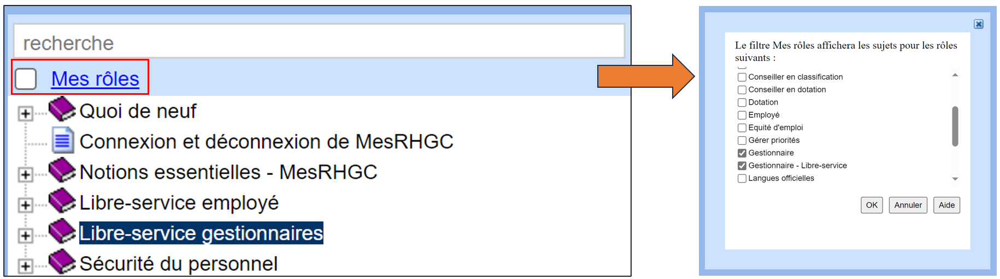 recherche
Mes rôles
Quoi de neuf
Connexion et déconnexion de MesRHGC
Notions essentielles - MesRHGC
Libre-service employé
Libre-service gestionnaires
Sécurité du personnel
Le filtre Mes rôles affichera les sujets pour les rôles
suivants :
Conseiller en classification
Conseiller en dotation
Dotation
Employé
Equité d'emploi
Gérer priorités
Gestionnaire
Gestionnaire - Libre-service
Langues officielles
OK Annuler Aide